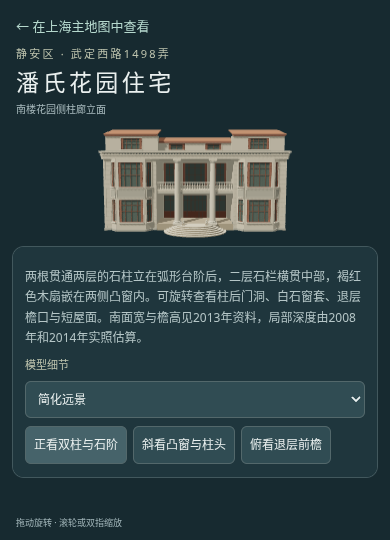 ← 在上海主地图中查看
静安区 · 武定西路1498弄
潘氏花园住宅
南楼花园侧柱廊立面
两根贯通两层的石柱立在弧形台阶后，二层石栏横贯中部，褐红
色木扇嵌在两侧凸窗内。可旋转查看柱后门洞、白石窗套、退层
檐口与短屋面。南面宽与檐高见2013年资料，局部深度由2008
年和2014年实照估算。
模型细节
简化远景
正看双柱与石阶
斜看凸窗与柱头
俯看退层前檐
拖动旋转 · 滚轮或双指缩放